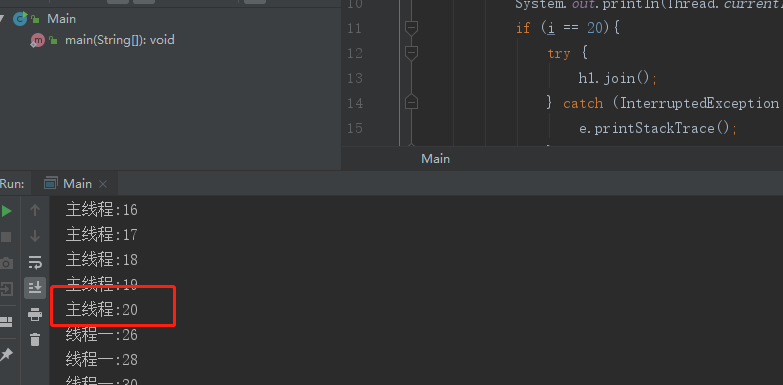 Main
main(String[]): void
10 System.out.println(Thread.current
11 if (i == 20){
12 try {
13 h1.join();
14 } catch (InterruptedException
15 e.printStackTrace();
Main
Run: Main
主线程:16
主线程:17
主线程:18
主线程:19
主线程:20
线程一:26
线程一:28
线程一:30